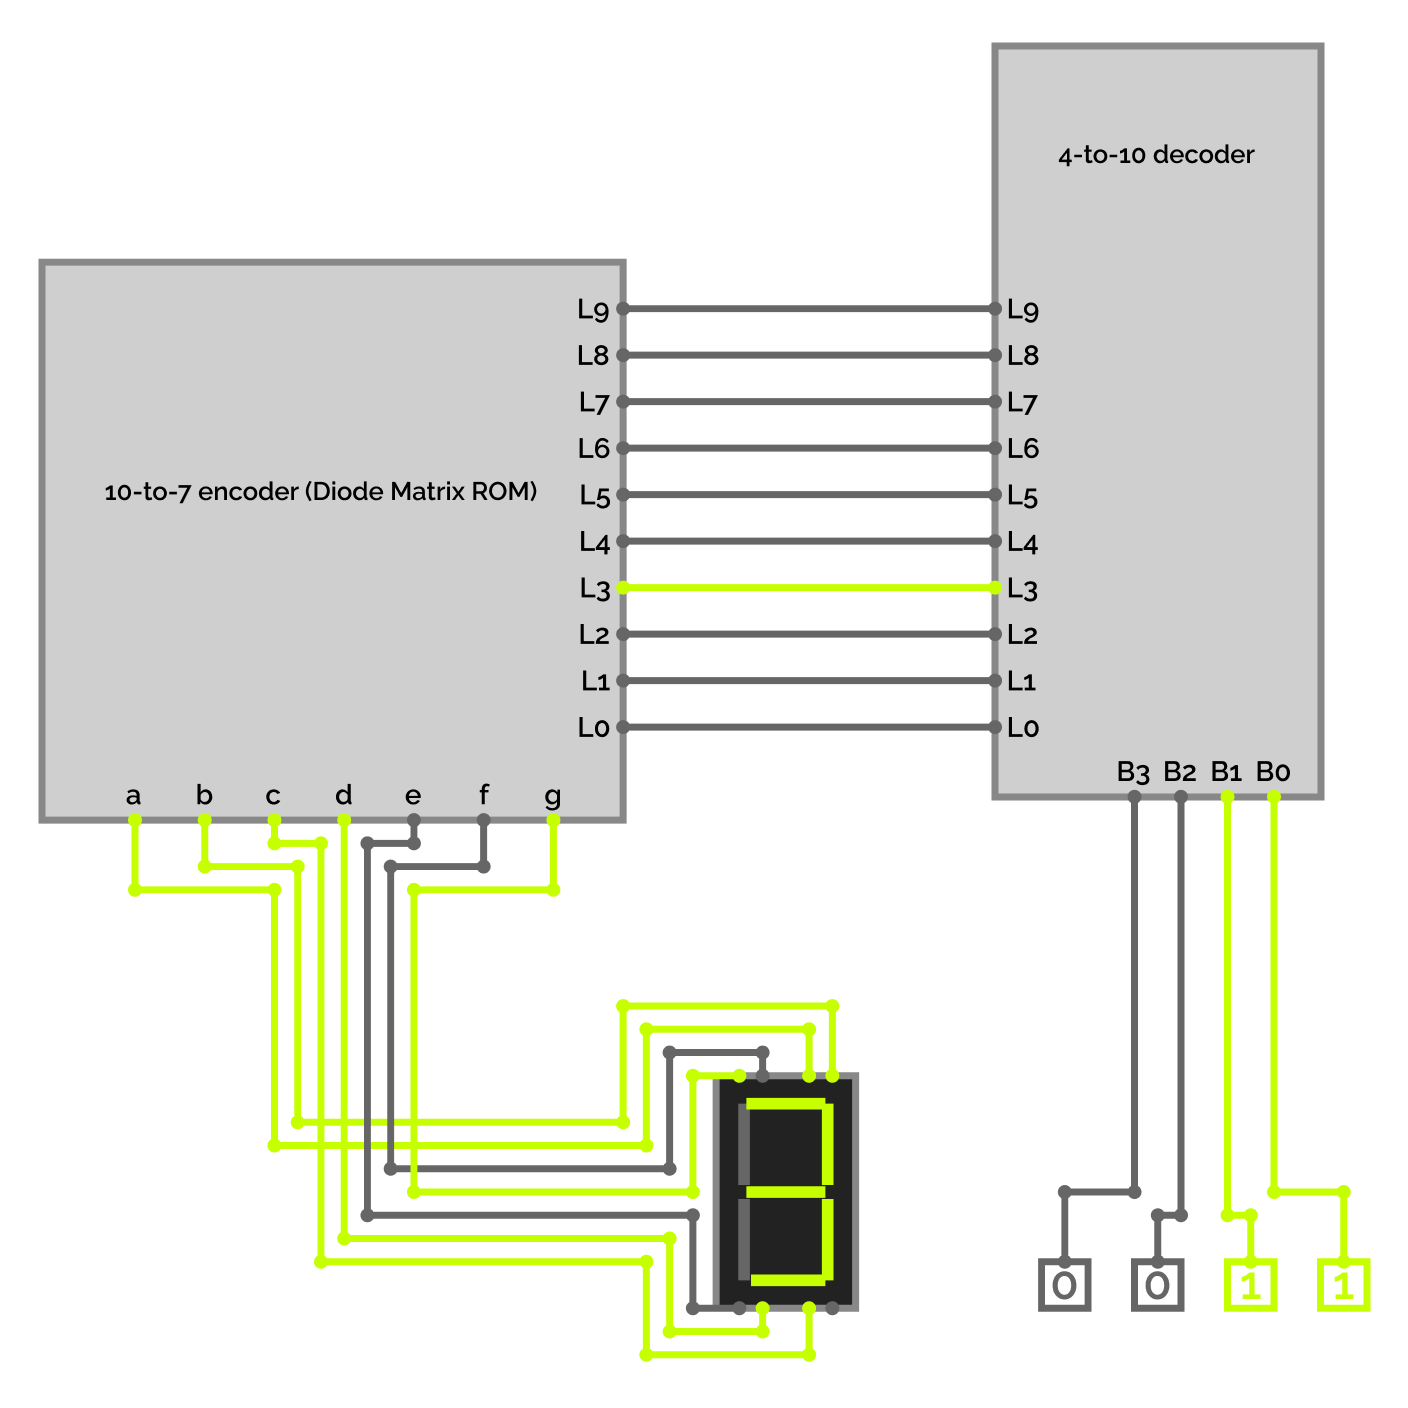 4-to-10 decoder
10-to-7 encoder (Diode Matrix ROM)
L9 L9
L8 L8
L7 L7
L6 L6
L5 L5
L4 L4
L3 L3
L2 L2
L1 L1
L0 L0
B3 B2 B1 B0
a b c d e f g
3
0 0 1 1